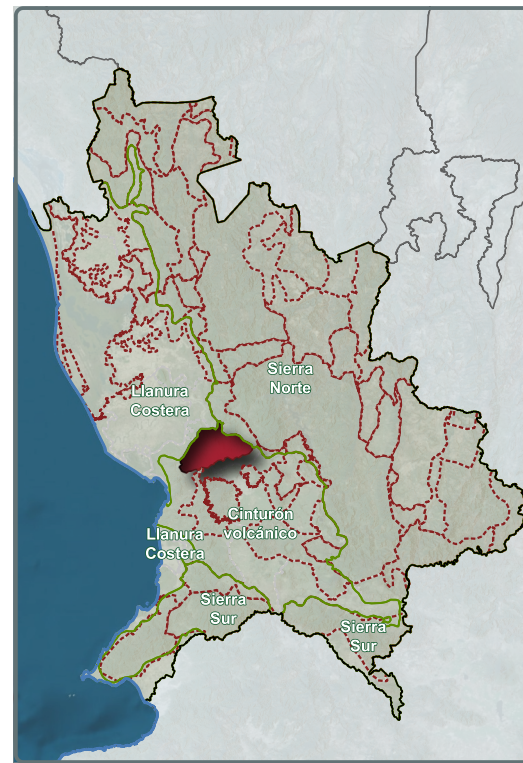 Sierra
Norte
Llanura
Costera
Cinturón
volcánico
Llanura
Costera
Sierra
Sur
Sierra
Sur